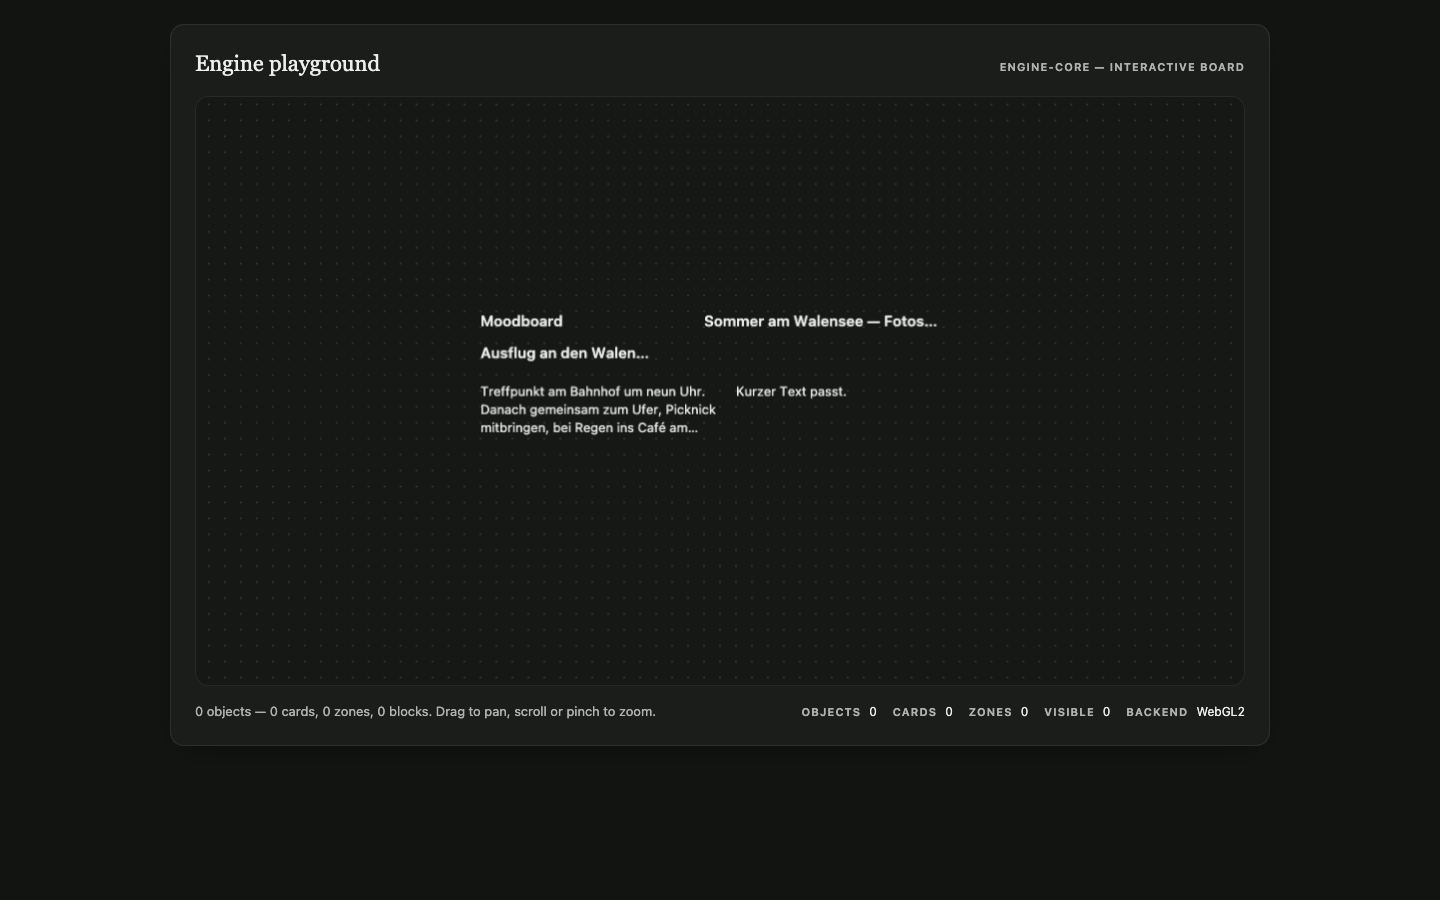 Engine playground
ENGINE-CORE — INTERACTIVE BOARD
Moodboard
Sommer am Walensee — Fotos...
Ausflug an den Walen...
Treffpunkt am Bahnhof um neun Uhr.
Danach gemeinsam zum Ufer, Picknick
mitbringen, bei Regen ins Café am...
Kurzer Text passt.
0 objects — 0 cards, 0 zones, 0 blocks. Drag to pan, scroll or pinch to zoom.
OBJECTS 0 CARDS 0 ZONES 0 VISIBLE 0 BACKEND WebGL2